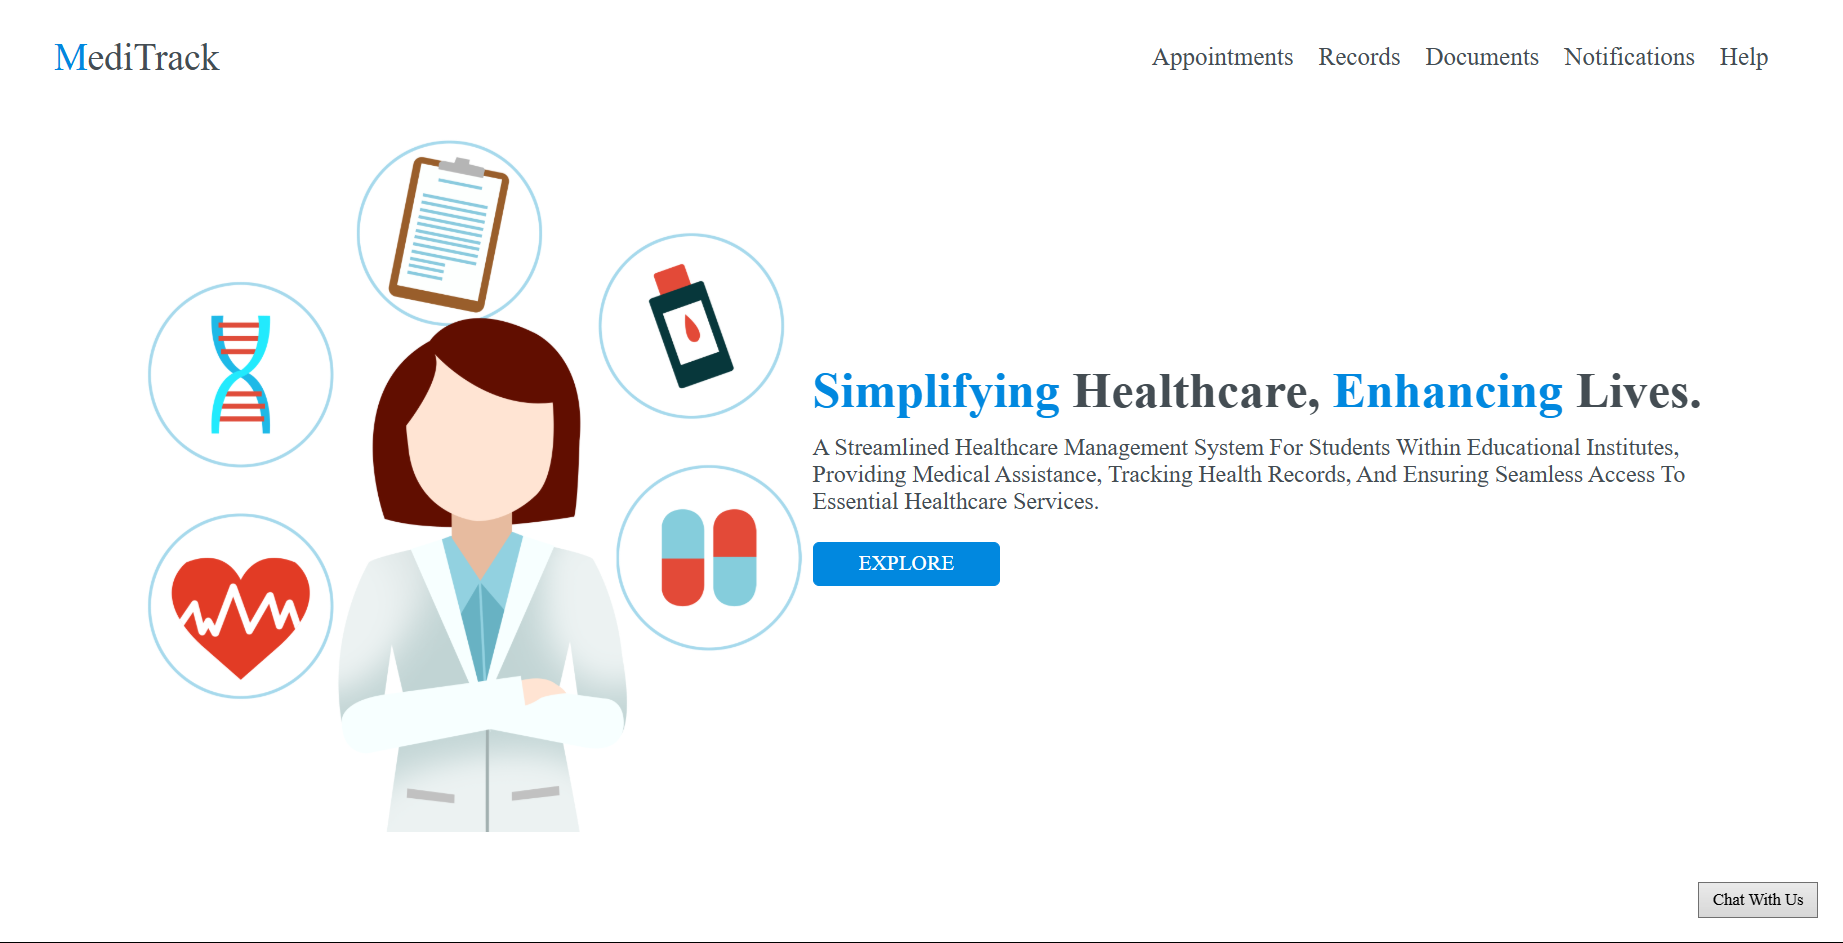 MediTrack
Appointments Records Documents Notifications Help
Simplifying Healthcare, Enhancing Lives.
A Streamlined Healthcare Management System For Students Within Educational Institutes,
Providing Medical Assistance, Tracking Health Records, And Ensuring Seamless Access To
Essential Healthcare Services.
EXPLORE
Chat With Us